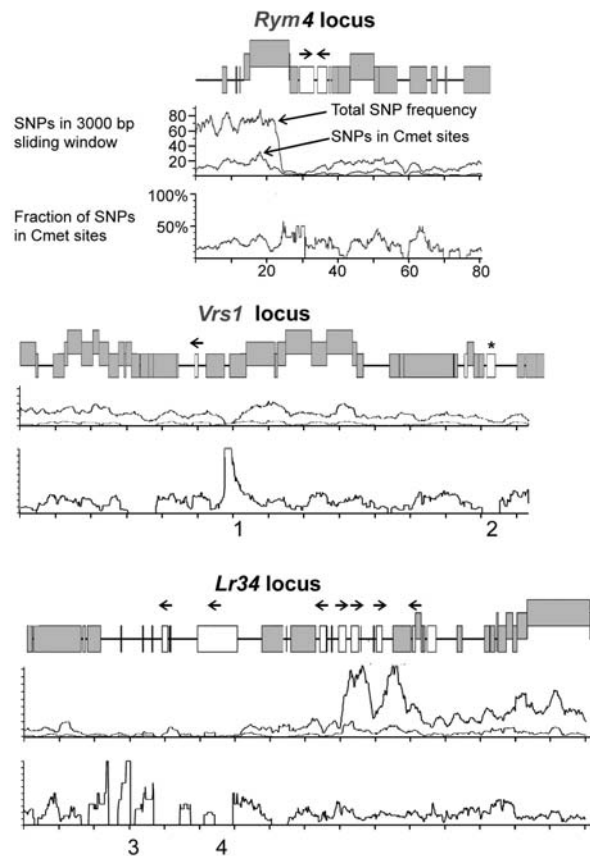 Rym4 locus
Total SNP frequency
SNPs in Cmet sites
SNPs in 3000 bp
sliding window
80
60
40
20
Fraction of SNPs
in Cmet sites
100%
50%
20 40 60 80
Vrs1 locus
*
1 2
Lr34 locus
3 4